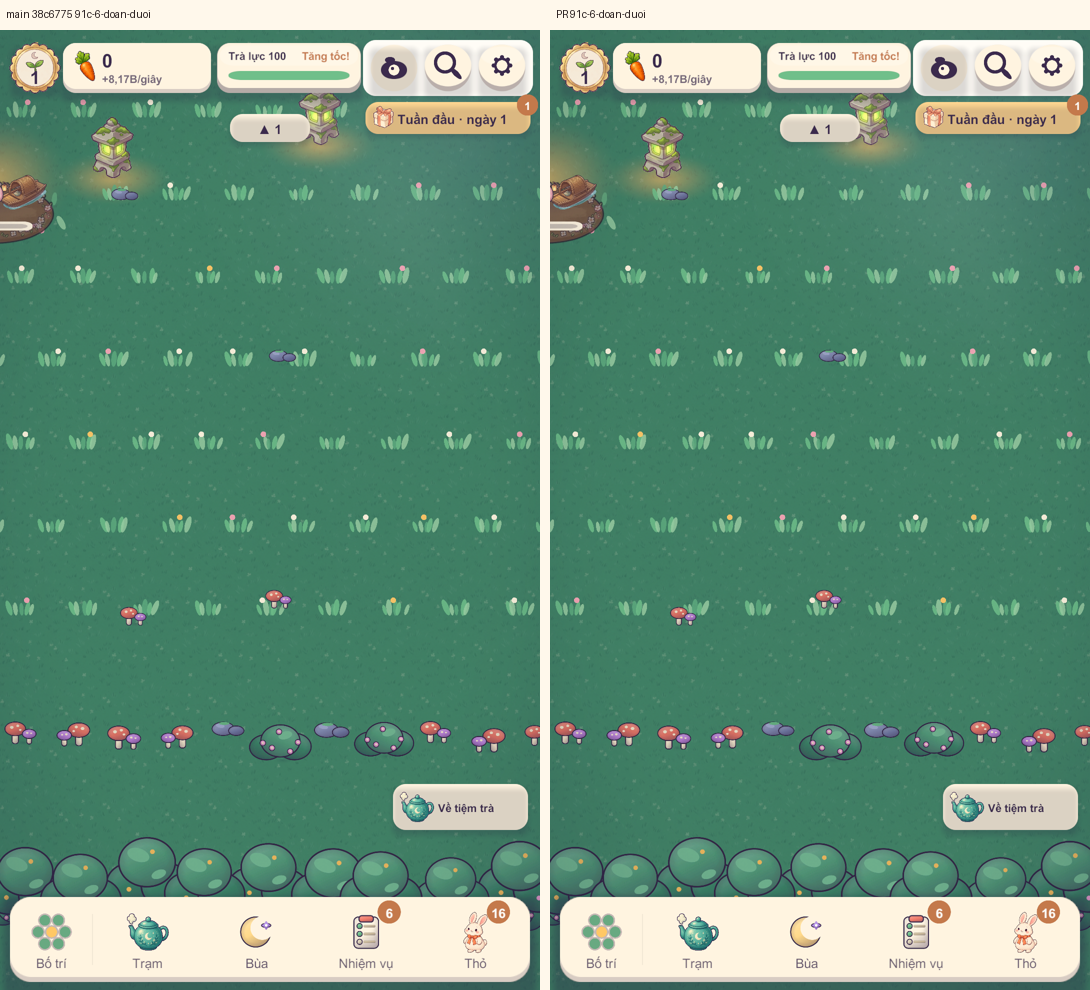 main 38c6775 91c-6-doan-duoi
1
0
+8,17B/giây
Trà lực 100 Tăng tốc!
Tuần đầu · ngày 1
1
▲ 1
Về tiệm trà
Bố trí
Trạm
Bùa
6
Nhiệm vụ
16
Thỏ
PR 91c-6-doan-duoi
1
0
+8,17B/giây
Trà lực 100 Tăng tốc!
Tuần đầu · ngày 1
1
▲ 1
Về tiệm trà
Bố trí
Trạm
Bùa
6
Nhiệm vụ
16
Thỏ